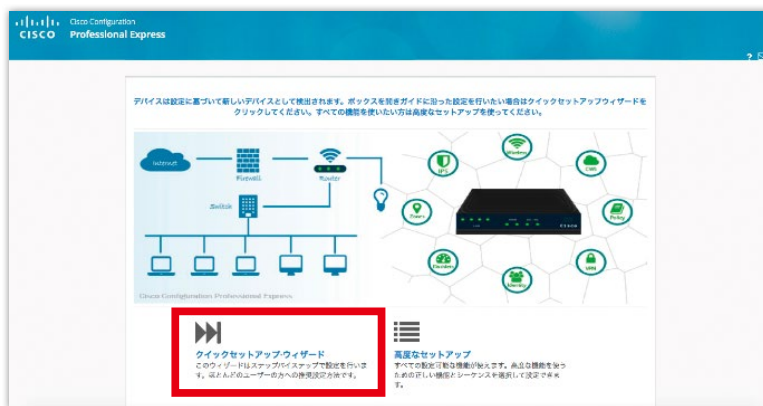 Cisco Configuration
CISCO Professional Express
?
デバイスは設定に基づいて新しいデバイスとして検出されます。ボックスを開きガイドに沿った設定を行いたい場合はクイックセットアップウィザードを
クリックしてください。すべての機能を使いたい方は高度なセットアップを使ってください。
Internet
Firewall
Router
Switch
Wireless
IPS
CWS
Zones
Policy
CISCO
VPN
Identity
Cisco Configuration Professional Express
クイックセットアップ・ウィザード
このウィザードはステップバイステップで設定を行いま
す。ほとんどのユーザーの方への推奨設定方法です。
高度なセットアップ
すべての設定可能な機能が使えます。高度な機能を使う
ための正しい機能とシーケンスを選択して設定できま
す。